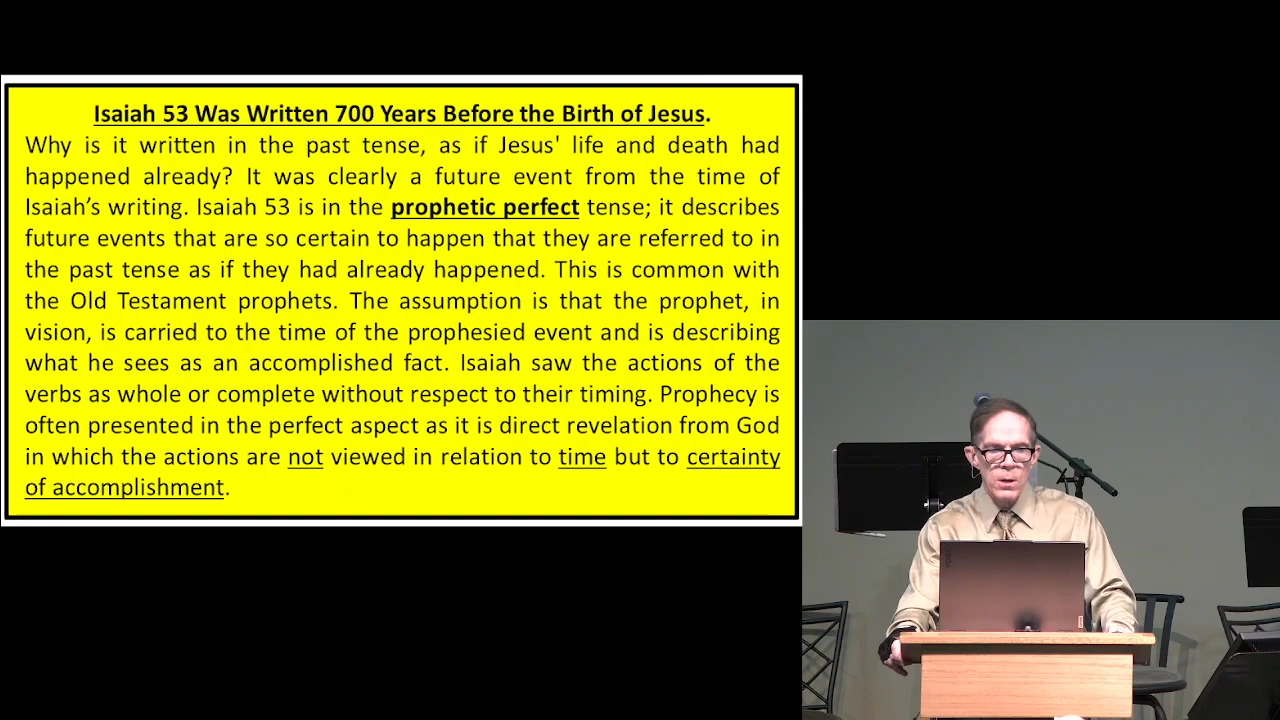 Isaiah 53 Was Written 700 Years Before the Birth of Jesus.
Why is it written in the past tense, as if Jesus' life and death had
happened already? It was clearly a future event from the time of
Isaiah’s writing. Isaiah 53 is in the prophetic perfect tense; it describes
future events that are so certain to happen that they are referred to in
the past tense as if they had already happened. This is common with
the Old Testament prophets. The assumption is that the prophet, in
vision, is carried to the time of the prophesied event and is describing
what he sees as an accomplished fact. Isaiah saw the actions of the
verbs as whole or complete without respect to their timing. Prophecy is
often presented in the perfect aspect as it is direct revelation from God
in which the actions are not viewed in relation to time but to certainty
of accomplishment.